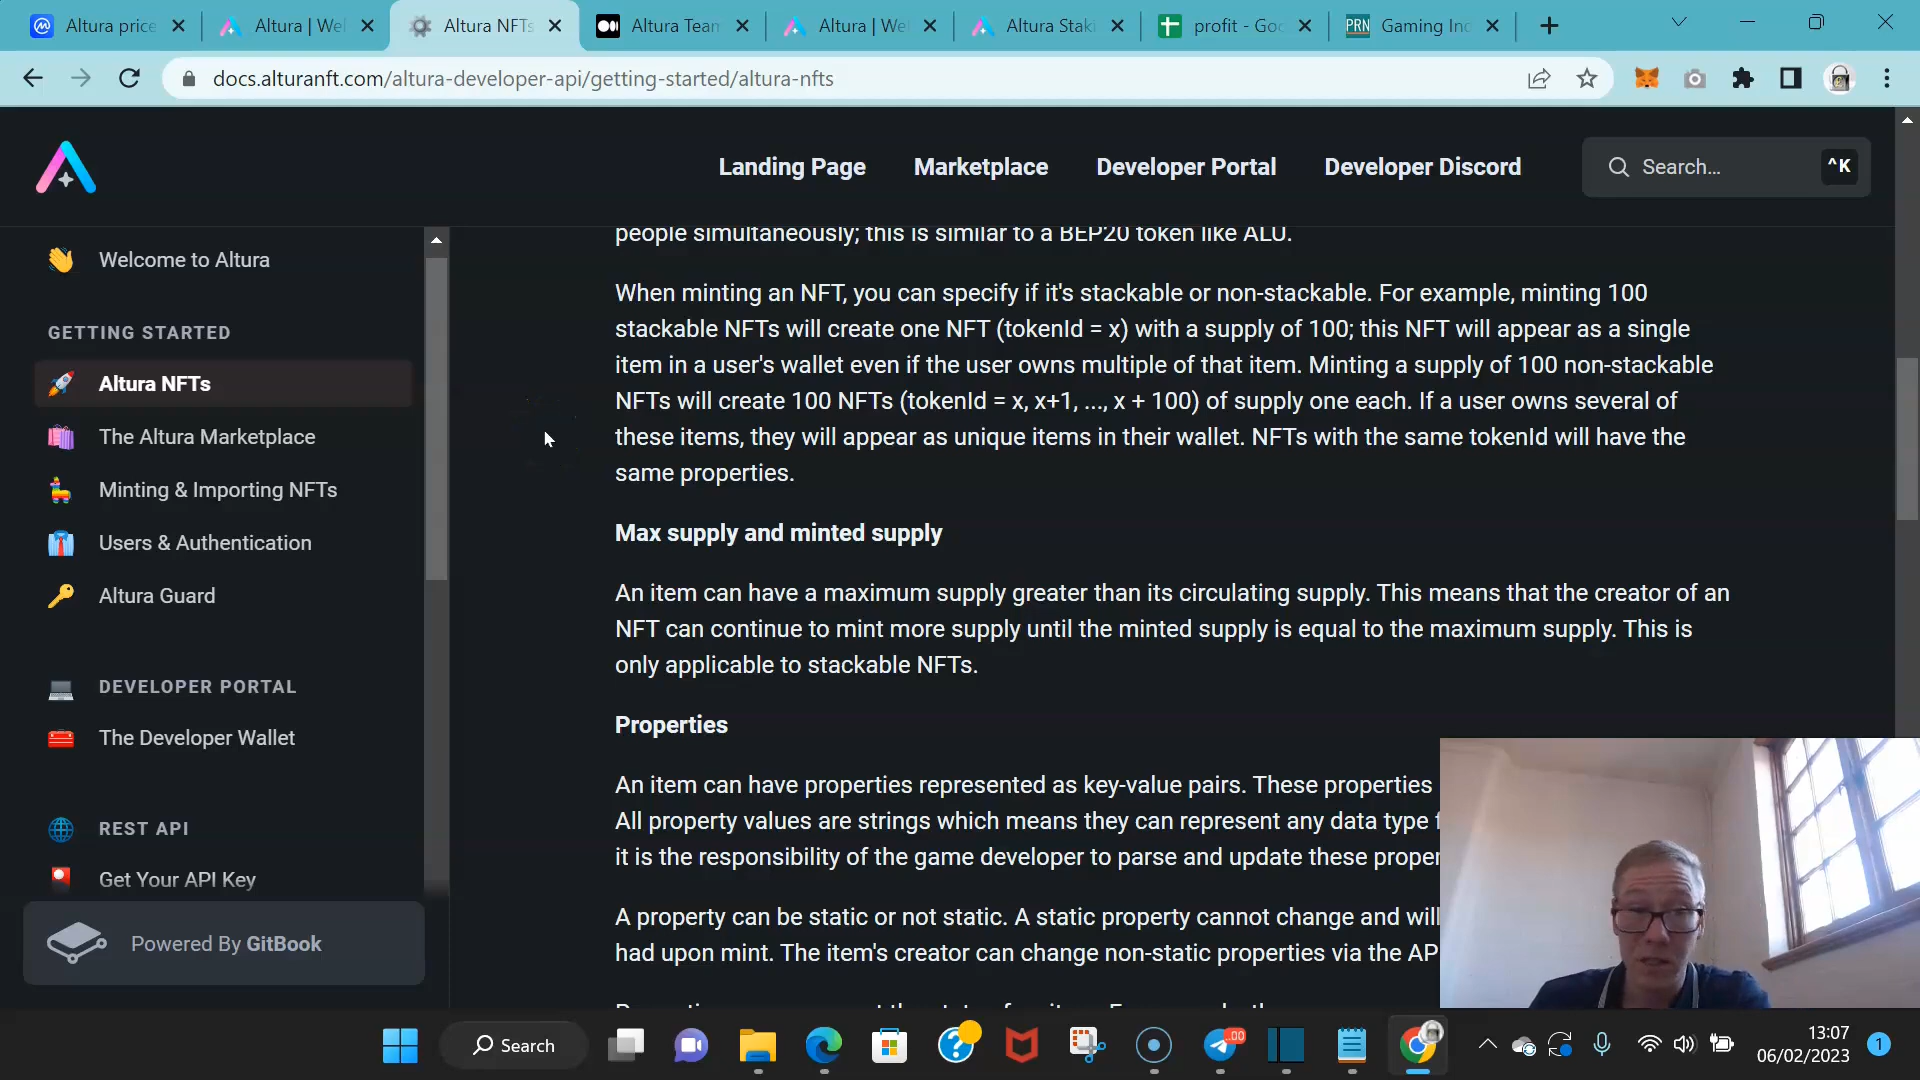 Altura price
Altura | Wel
Altura NFTs
Altura Team
Altura | Wel
Altura Staki
profit - Goo
PRN
Gaming Ind
docs.alturanft.com/altura-developer-api/getting-started/altura-nfts
Landing Page
Marketplace
Developer Portal
Developer Discord
Search...
^K
Welcome to Altura
GETTING STARTED
Altura NFTs
The Altura Marketplace
Minting & Importing NFTs
Users & Authentication
Altura Guard
DEVELOPER PORTAL
The Developer Wallet
REST API
Get Your API Key
Powered By GitBook
people simultaneously; this is similar to a BEP20 token like ALU.
When minting an NFT, you can specify if it's stackable or non-stackable. For example, minting 100
stackable NFTs will create one NFT (tokenId = x) with a supply of 100; this NFT will appear as a single
item in a user's wallet even if the user owns multiple of that item. Minting a supply of 100 non-stackable
NFTs will create 100 NFTs (tokenId = x, x+1, ..., x + 100) of supply one each. If a user owns several of
these items, they will appear as unique items in their wallet. NFTs with the same tokenId will have the
same properties.
Max supply and minted supply
An item can have a maximum supply greater than its circulating supply. This means that the creator of an
NFT can continue to mint more supply until the minted supply is equal to the maximum supply. This is
only applicable to stackable NFTs.
Properties
An item can have properties represented as key-value pairs. These properties
All property values are strings which means they can represent any data type f
it is the responsibility of the game developer to parse and update these proper
A property can be static or not static. A static property cannot change and will
had upon mint. The item's creator can change non-static properties via the AP
Search
.00
13:07
06/02/2023
1